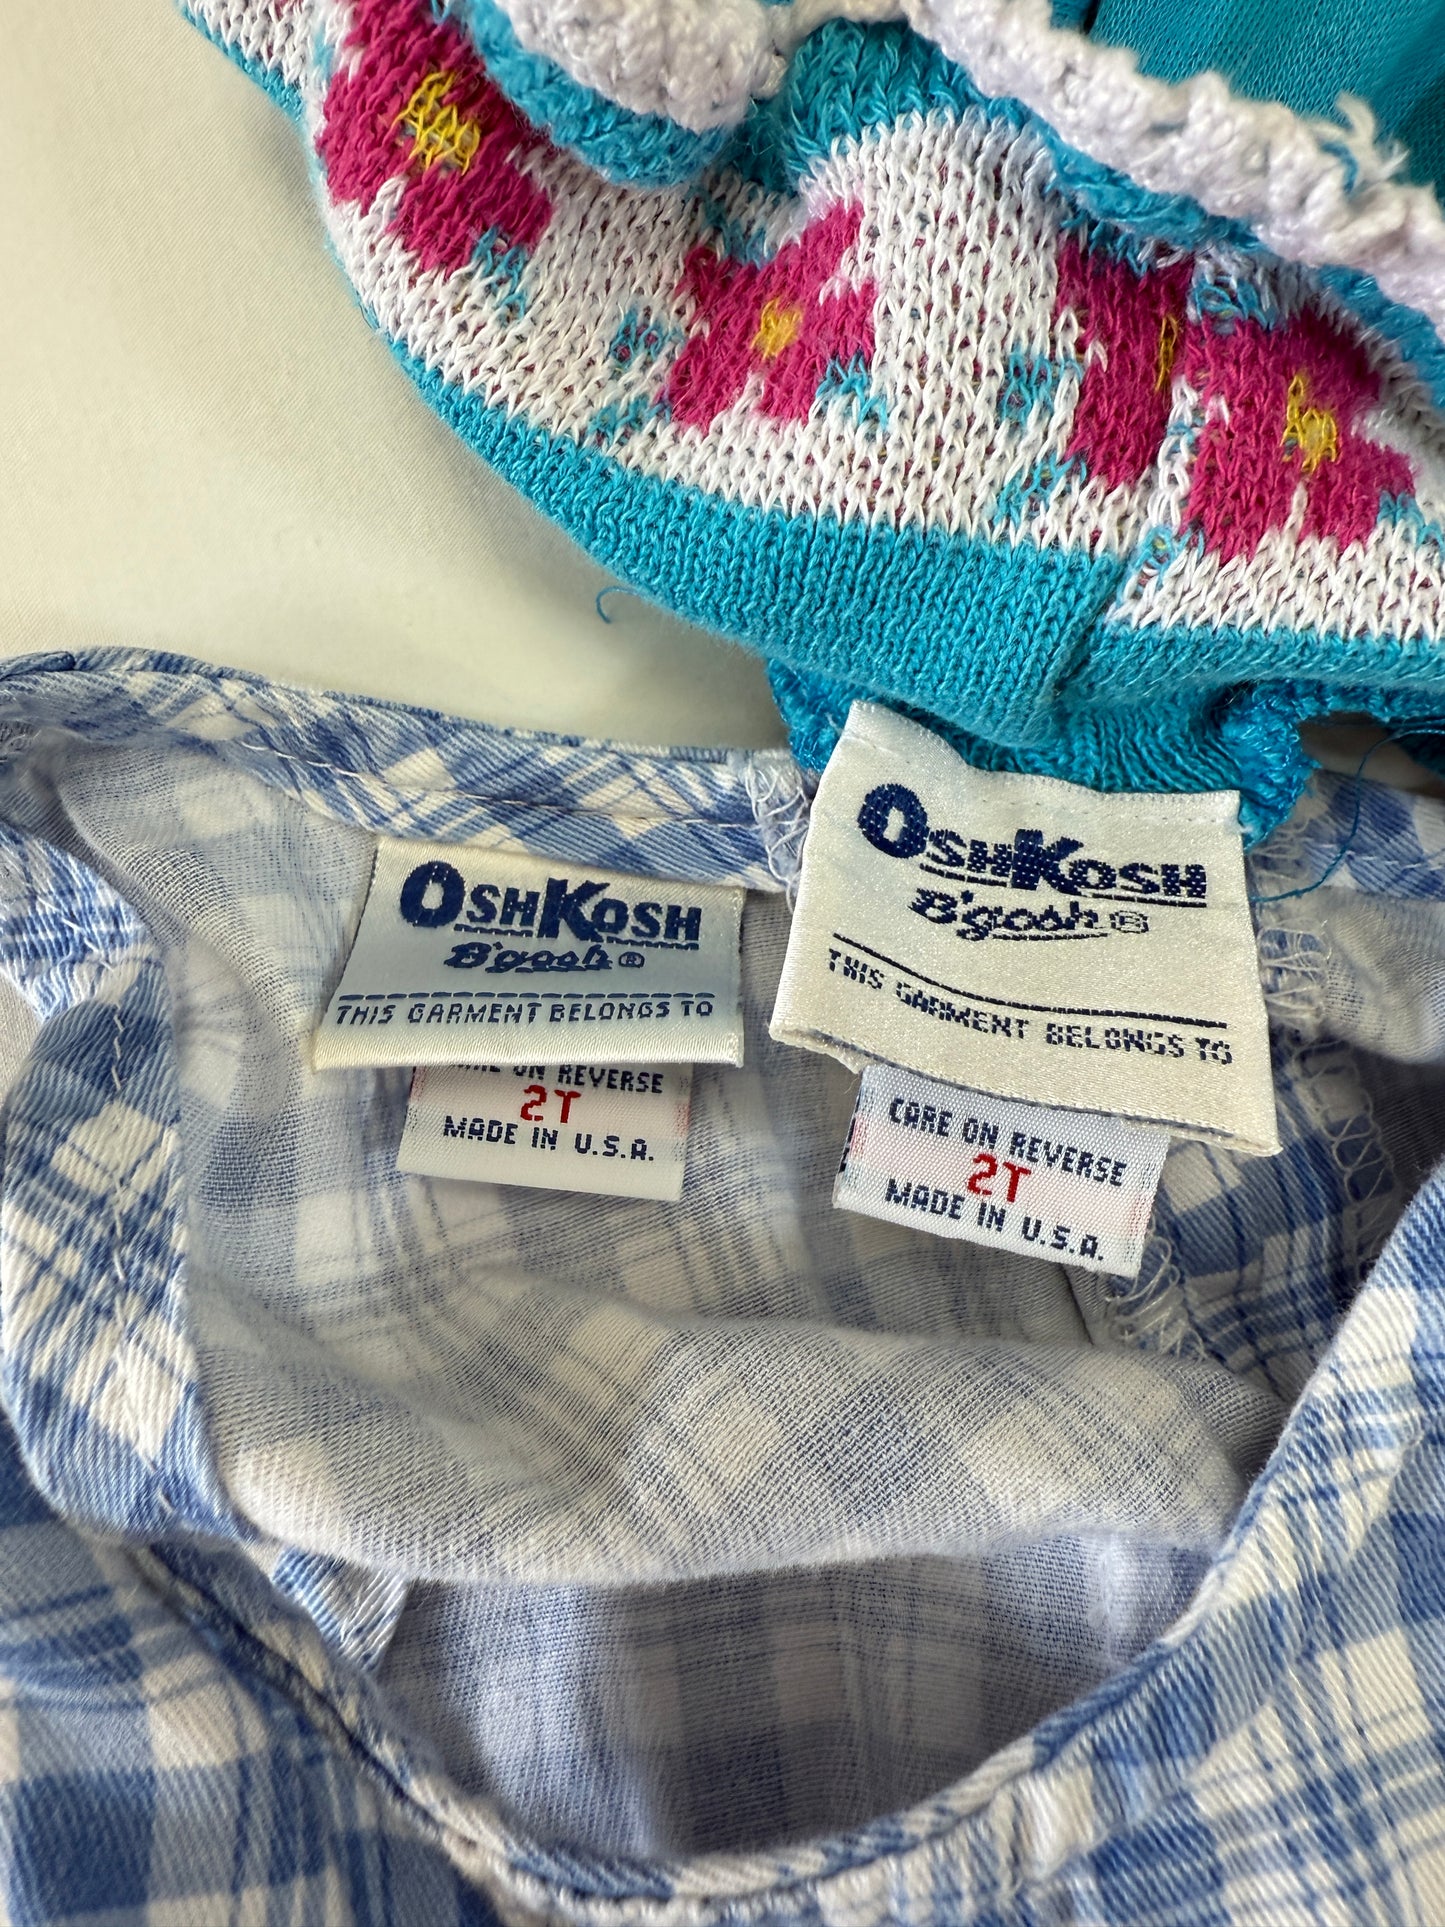 OSHKOSH
B'gosh®
THIS GARMENT BELONGS TO
ON REVERSE
2T
MADE IN U.S.A.
OSHKOSH
B'gosh®
THIS GARMENT BELONGS TO
CARE ON REVERSE
2T
MADE IN U.S.A.